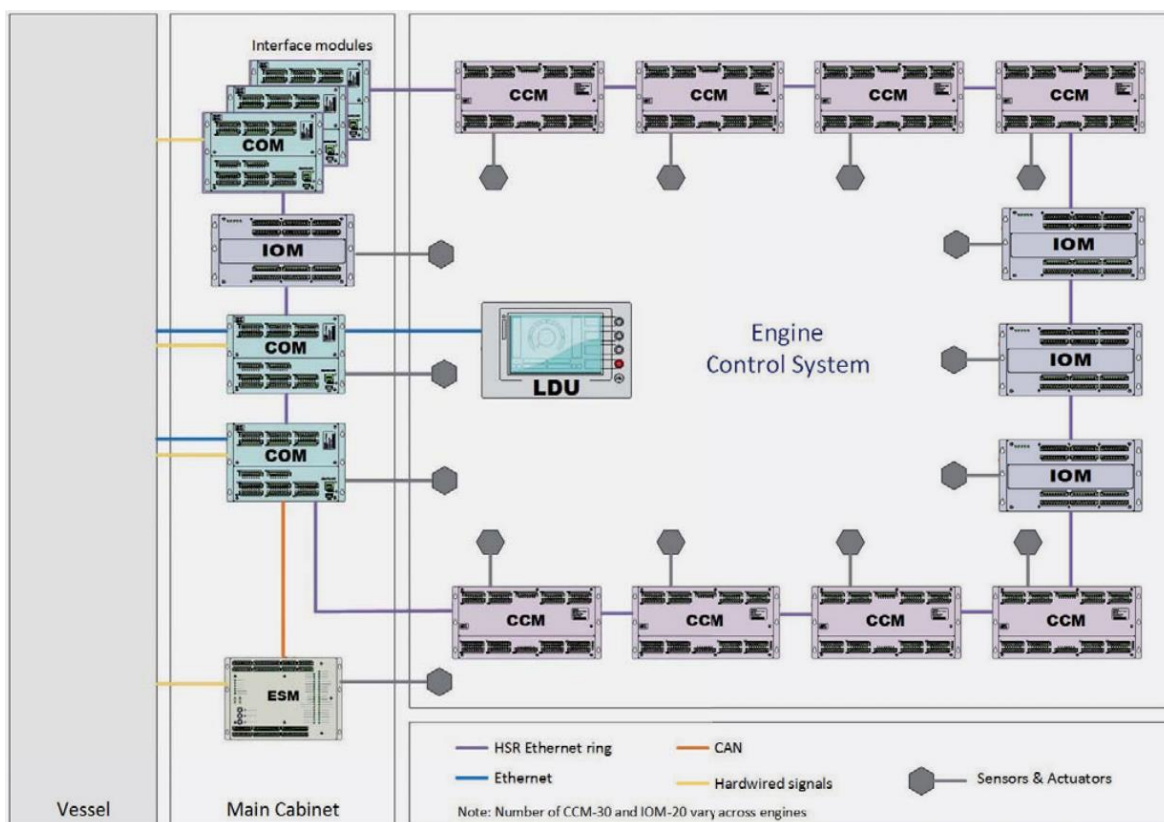 Interface modules
COM
CCM
CCM
CCM
CCM
IOM
IOM
COM
LDU
Engine
Control System
IOM
COM
IOM
CCM
CCM
CCM
CCM
ESM
HSR Ethernet ring
CAN
Ethernet
Hardwired signals
Sensors & Actuators
Note: Number of CCM-30 and IOM-20 vary across engines
Vessel
Main Cabinet